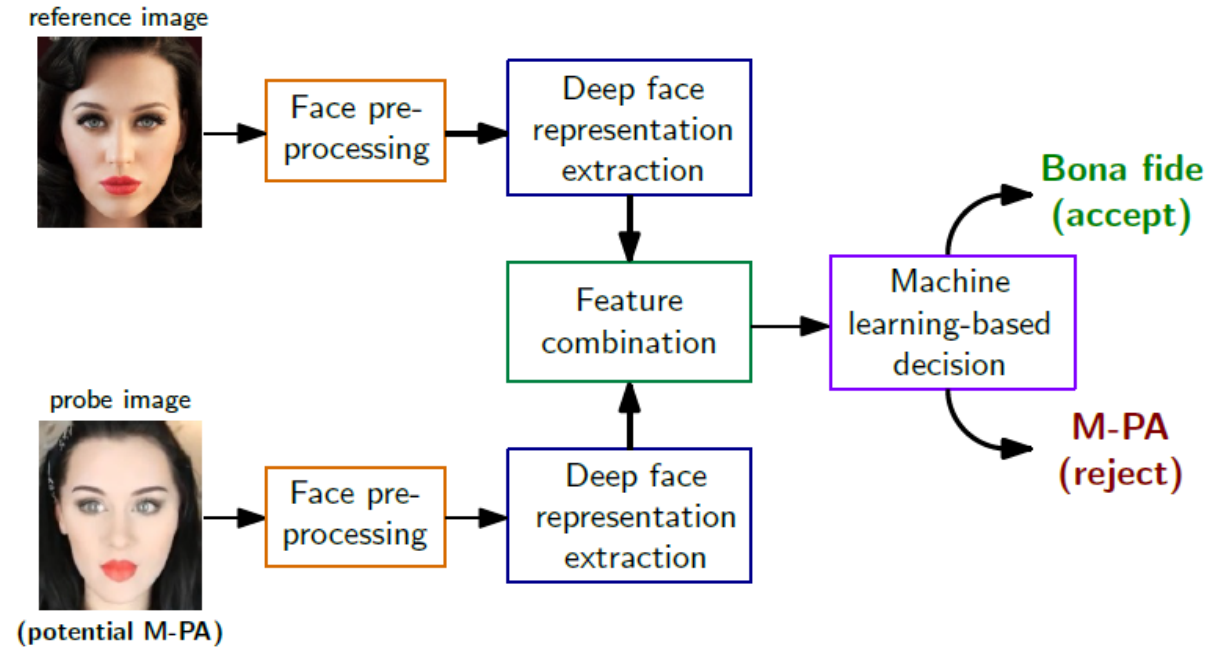 reference image
Face pre-
processing
Deep face
representation
extraction
Bona fide
(accept)
Feature
combination
Machine
learning-based
decision
probe image
Face pre-
processing
Deep face
representation
extraction
M-PA
(reject)
(potential M-PA)